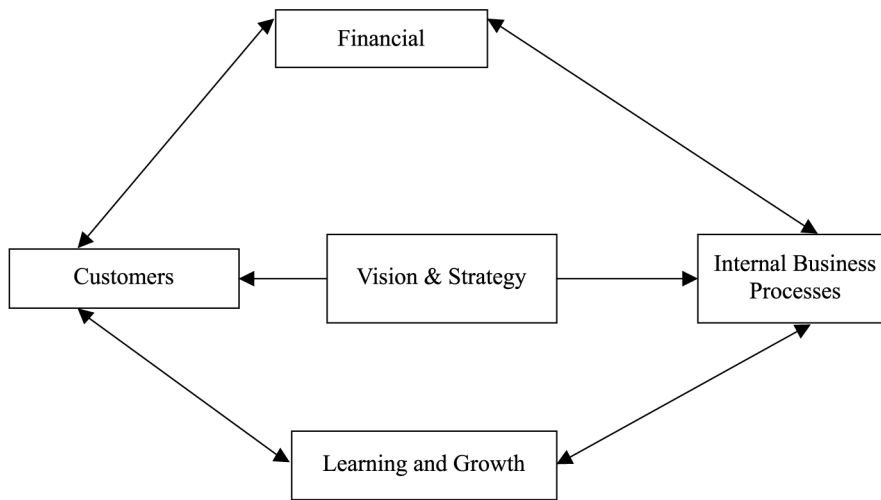 Financial
Customers
Vision & Strategy
Internal Business
Processes
Learning and Growth